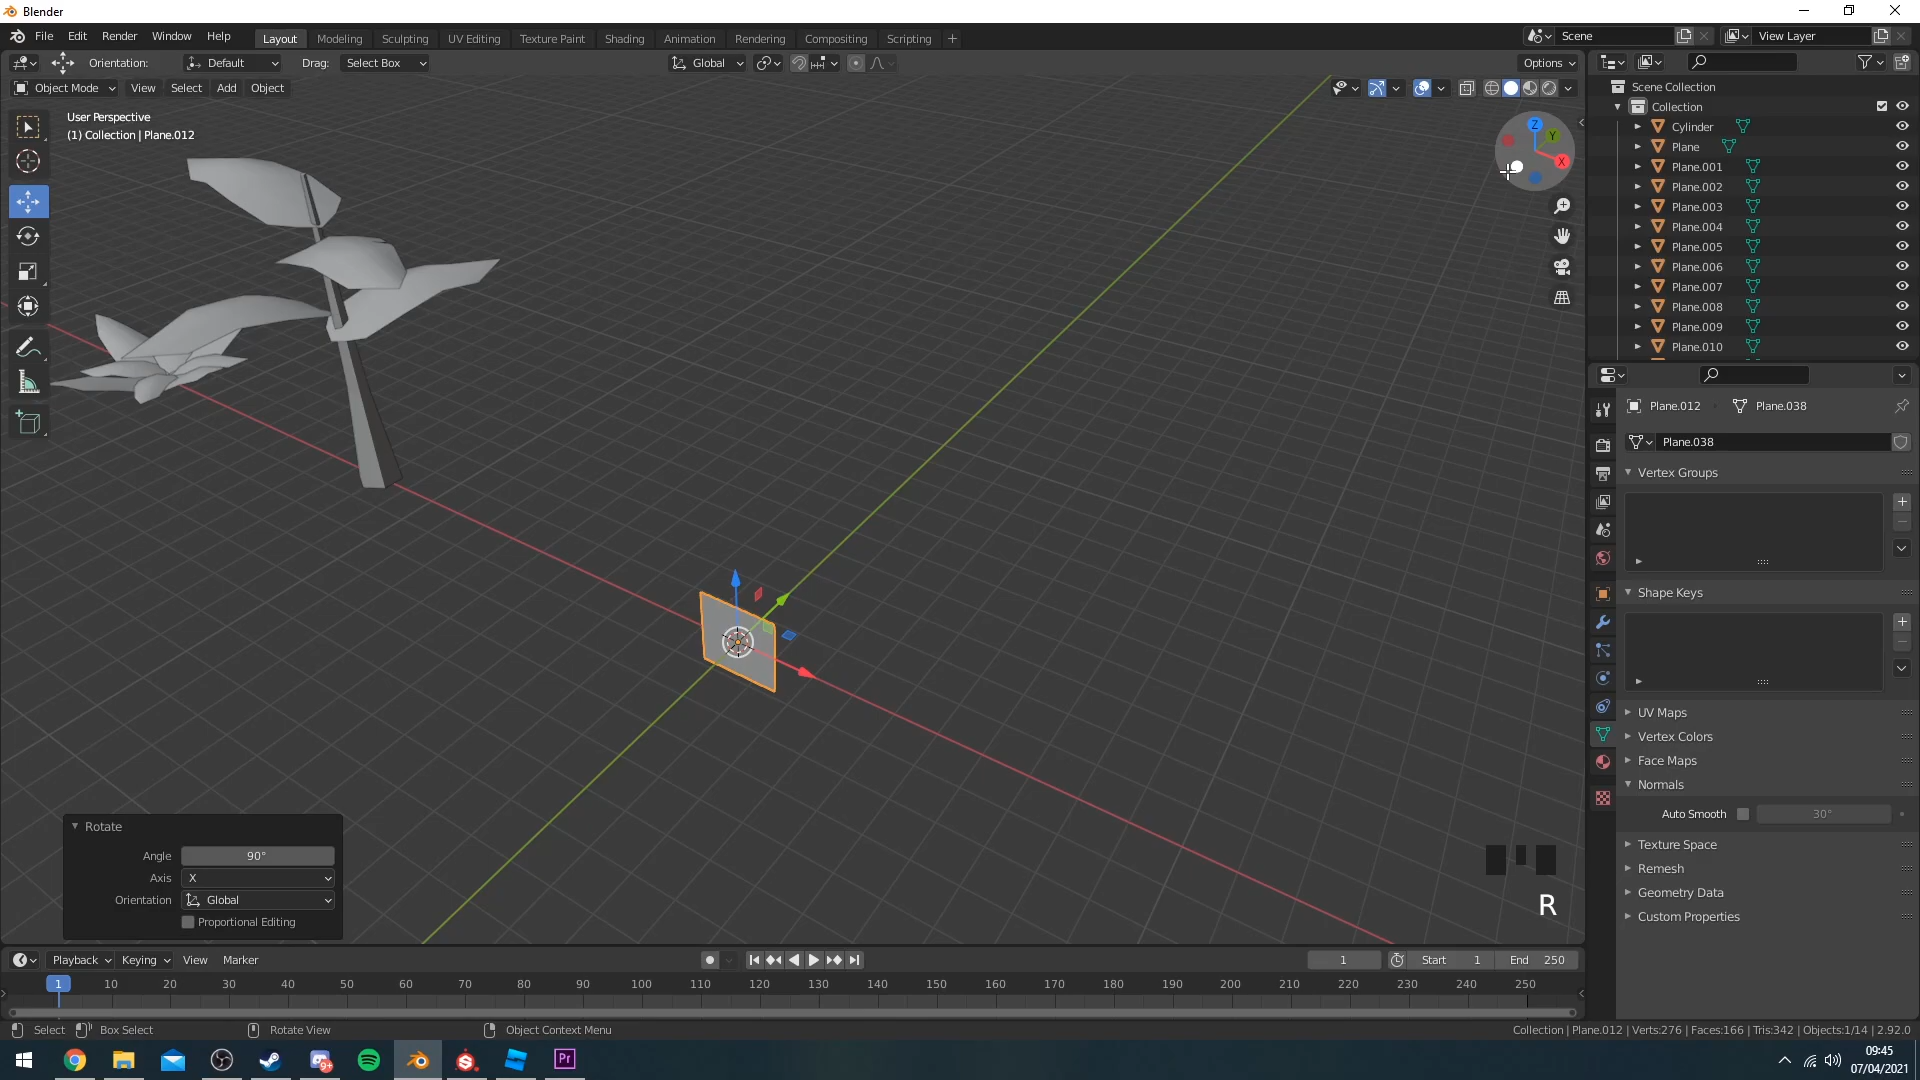 Blender
File Edit Render Window Help
Layout Modeling Sculpting UV Editing Texture Paint Shading Animation Rendering Compositing Scripting +
Scene View Layer
Orientation: Default Drag: Select Box Global Options
Object Mode View Select Add Object
User Perspective
(1) Collection | Plane.012
Z
Y
X
Scene Collection
Collection
Cylinder
Plane
Plane.001
Plane.002
Plane.003
Plane.004
Plane.005
Plane.006
Plane.007
Plane.008
Plane.009
Plane.010
Plane.012 Plane.038
Plane.038
Vertex Groups
Shape Keys
UV Maps
Vertex Colors
Face Maps
Normals
Auto Smooth 30°
Texture Space
Remesh
Geometry Data
Custom Properties
Rotate
Angle 90°
Axis X
Orientation Global
Proportional Editing
R
Playback Keying View Marker 1 Start 1 End 250
1 10 20 30 40 50 60 70 80 90 100 110 120 130 140 150 160 170 180 190 200 210 220 230 240 250
Select Box Select Rotate View Object Context Menu Collection | Plane.012 | Verts:276 | Faces:166 | Tris:342 | Objects:1/14 | 2.92.0
9+
Pr
09:45
07/04/2021